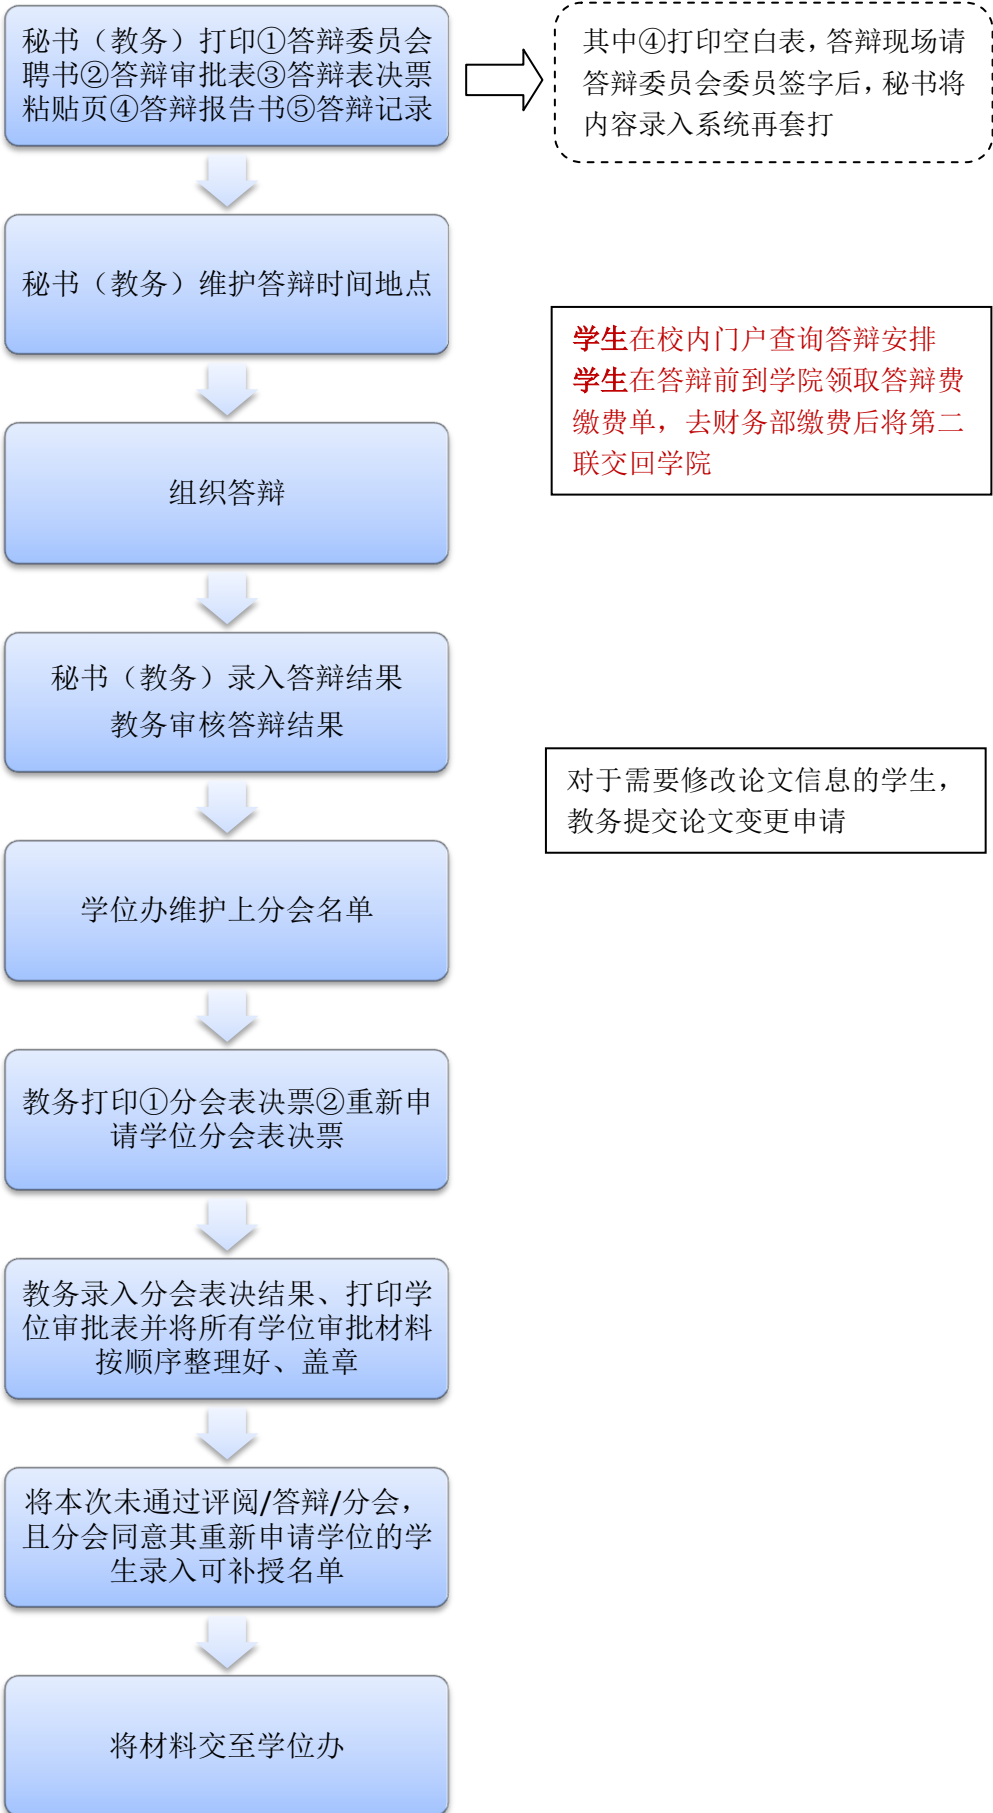 秘书（教务）打印①答辩委员会
聘书②答辩审批表③答辩表决票
粘贴页④答辩报告书⑤答辩记录
其中④打印空白表，答辩现场请
答辩委员会委员签字后，秘书将
内容录入系统再套打
秘书（教务）维护答辩时间地点
学生在校内门户查询答辩安排
学生在答辩前到学院领取答辩费
缴费单，去财务部缴费后将第二
联交回学院
组织答辩
秘书（教务）录入答辩结果
教务审核答辩结果
对于需要修改论文信息的学生，
教务提交论文变更申请
学位办维护上分会名单
教务打印①分会表决票②重新申
请学位分会表决票
教务录入分会表决结果、打印学
位审批表并将所有学位审批材料
按顺序整理好、盖章
将本次未通过评阅/答辩/分会，
且分会同意其重新申请学位的学
生录入可补授名单
将材料交至学位办